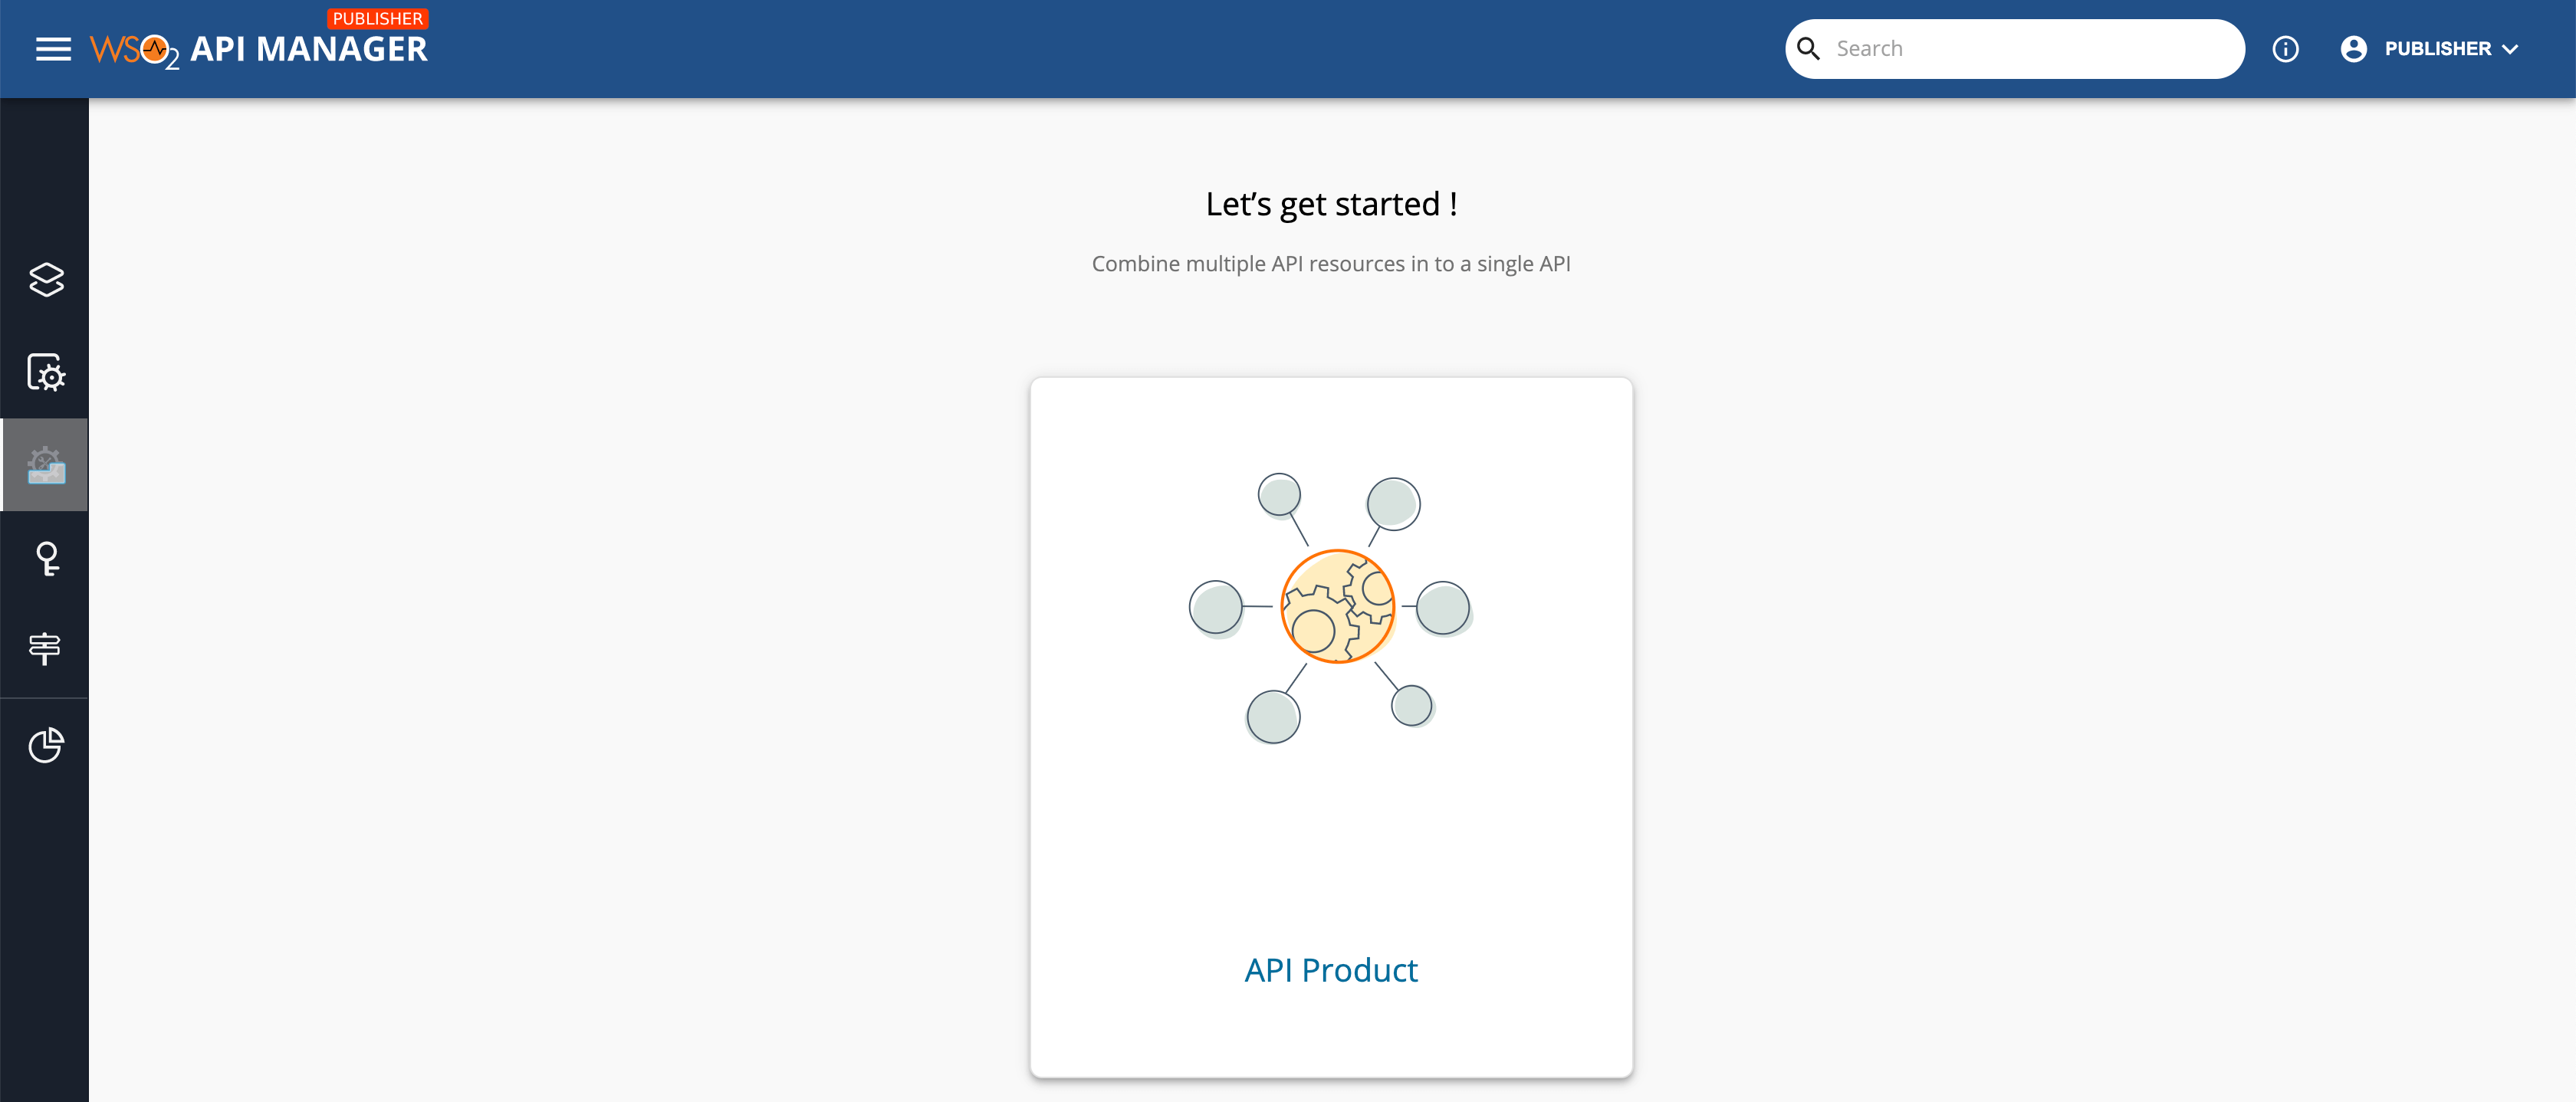 PUBLISHER
WSO2 API MANAGER
Search
PUBLISHER
Let’s get started !
Combine multiple API resources in to a single API
API Product